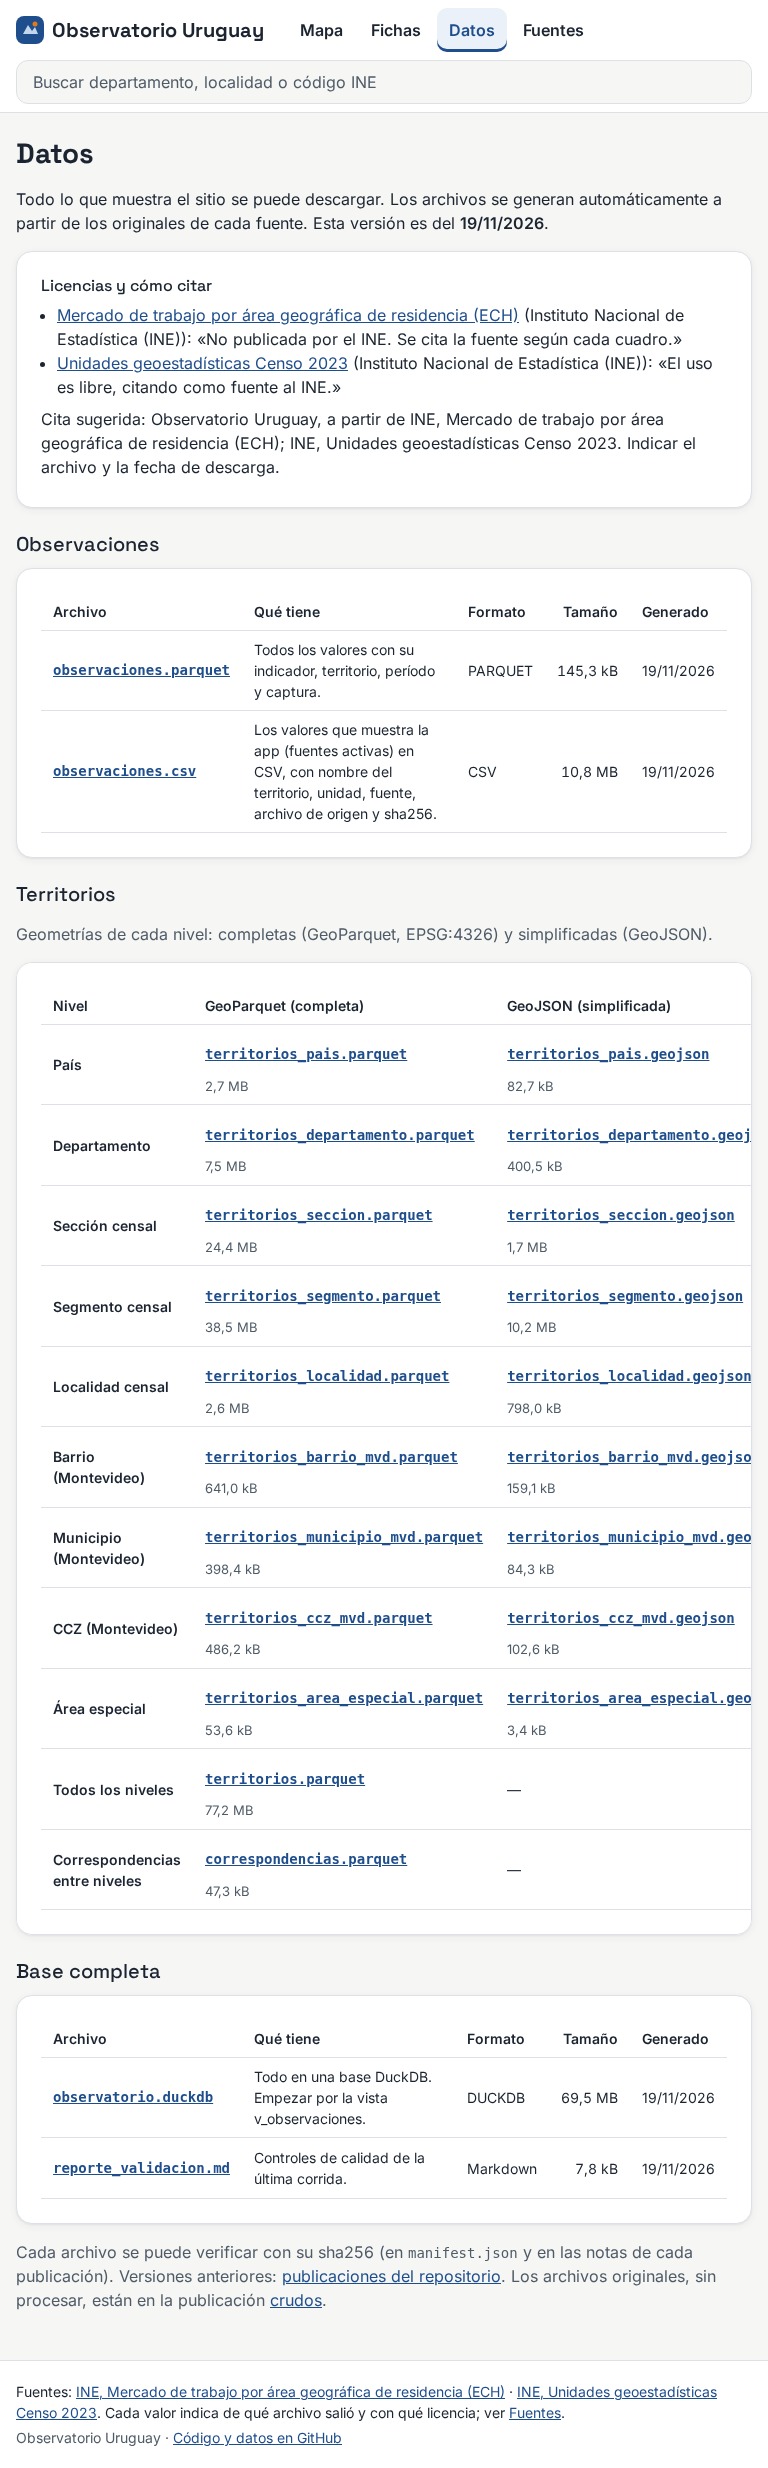 Observatorio Uruguay
Mapa
Fichas
Datos
Fuentes
Buscar departamento, localidad o código INE
Datos
Todo lo que muestra el sitio se puede descargar. Los archivos se generan automáticamente a
partir de los originales de cada fuente. Esta versión es del 19/11/2026.
Licencias y cómo citar
• Mercado de trabajo por área geográfica de residencia (ECH) (Instituto Nacional de
Estadística (INE)): «No publicada por el INE. Se cita la fuente según cada cuadro.»
• Unidades geoestadísticas Censo 2023 (Instituto Nacional de Estadística (INE)): «El uso
es libre, citando como fuente al INE.»
Cita sugerida: Observatorio Uruguay, a partir de INE, Mercado de trabajo por área
geográfica de residencia (ECH); INE, Unidades geoestadísticas Censo 2023. Indicar el
archivo y la fecha de descarga.
Observaciones
Archivo Qué tiene Formato Tamaño Generado
observaciones.parquet
Todos los valores con su
indicador, territorio, período
y captura.
PARQUET 145,3 kB 19/11/2026
observaciones.csv
Los valores que muestra la
app (fuentes activas) en
CSV, con nombre del
territorio, unidad, fuente,
archivo de origen y sha256.
CSV 10,8 MB 19/11/2026
Territorios
Geometrías de cada nivel: completas (GeoParquet, EPSG:4326) y simplificadas (GeoJSON).
Nivel GeoParquet (completa) GeoJSON (simplificada)
País
territorios_pais.parquet
2,7 MB
territorios_pais.geojson
82,7 kB
Departamento
territorios_departamento.parquet
7,5 MB
territorios_departamento.geoj
400,5 kB
Sección censal
territorios_seccion.parquet
24,4 MB
territorios_seccion.geojson
1,7 MB
Segmento censal
territorios_segmento.parquet
38,5 MB
territorios_segmento.geojson
10,2 MB
Localidad censal
territorios_localidad.parquet
2,6 MB
territorios_localidad.geojson
798,0 kB
Barrio
(Montevideo)
territorios_barrio_mvd.parquet
641,0 kB
territorios_barrio_mvd.geojso
159,1 kB
Municipio
(Montevideo)
territorios_municipio_mvd.parquet
398,4 kB
territorios_municipio_mvd.geo
84,3 kB
CCZ (Montevideo)
territorios_ccz_mvd.parquet
486,2 kB
territorios_ccz_mvd.geojson
102,6 kB
Área especial
territorios_area_especial.parquet
53,6 kB
territorios_area_especial.geo
3,4 kB
Todos los niveles
territorios.parquet
77,2 MB
—
Correspondencias
entre niveles
correspondencias.parquet
47,3 kB
—
Base completa
Archivo Qué tiene Formato Tamaño Generado
observatorio.duckdb
Todo en una base DuckDB.
Empezar por la vista
v_observaciones.
DUCKDB 69,5 MB 19/11/2026
reporte_validacion.md
Controles de calidad de la
última corrida.
Markdown 7,8 kB 19/11/2026
Cada archivo se puede verificar con su sha256 (en manifest.json y en las notas de cada
publicación). Versiones anteriores: publicaciones del repositorio. Los archivos originales, sin
procesar, están en la publicación crudos.
Fuentes: INE, Mercado de trabajo por área geográfica de residencia (ECH) · INE, Unidades geoestadísticas
Censo 2023. Cada valor indica de qué archivo salió y con qué licencia; ver Fuentes.
Observatorio Uruguay · Código y datos en GitHub